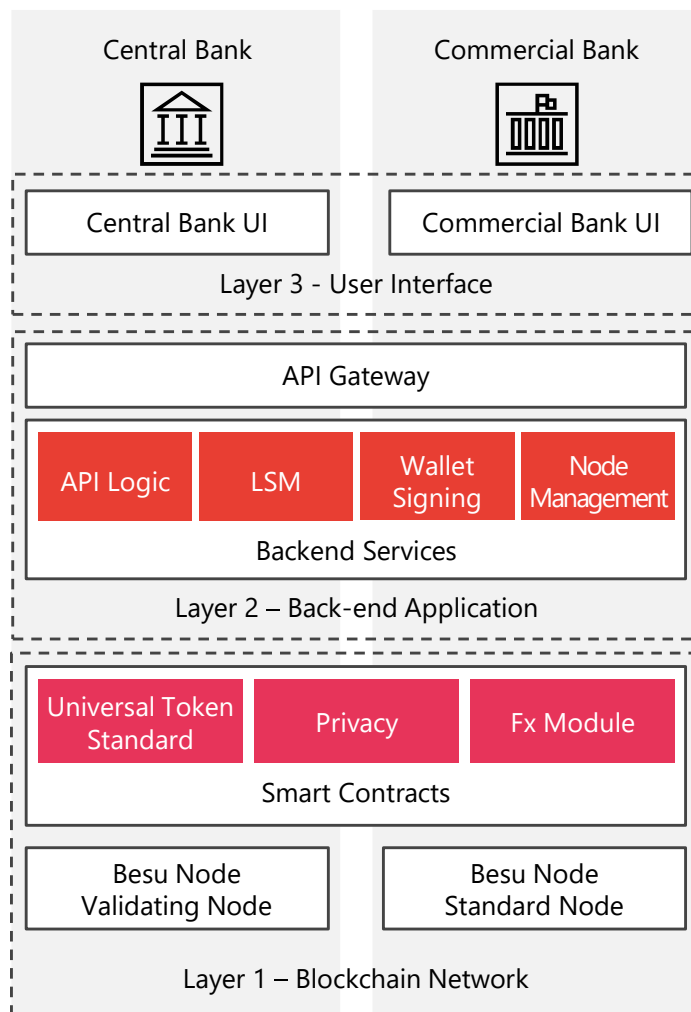 Central Bank
Commercial Bank
Central Bank UI
Commercial Bank UI
Layer 3 - User Interface
API Gateway
API Logic
LSM
Wallet
Signing
Node
Management
Backend Services
Layer 2 – Back-end Application
Universal Token
Standard
Privacy
Fx Module
Smart Contracts
Besu Node
Validating Node
Besu Node
Standard Node
Layer 1 – Blockchain Network